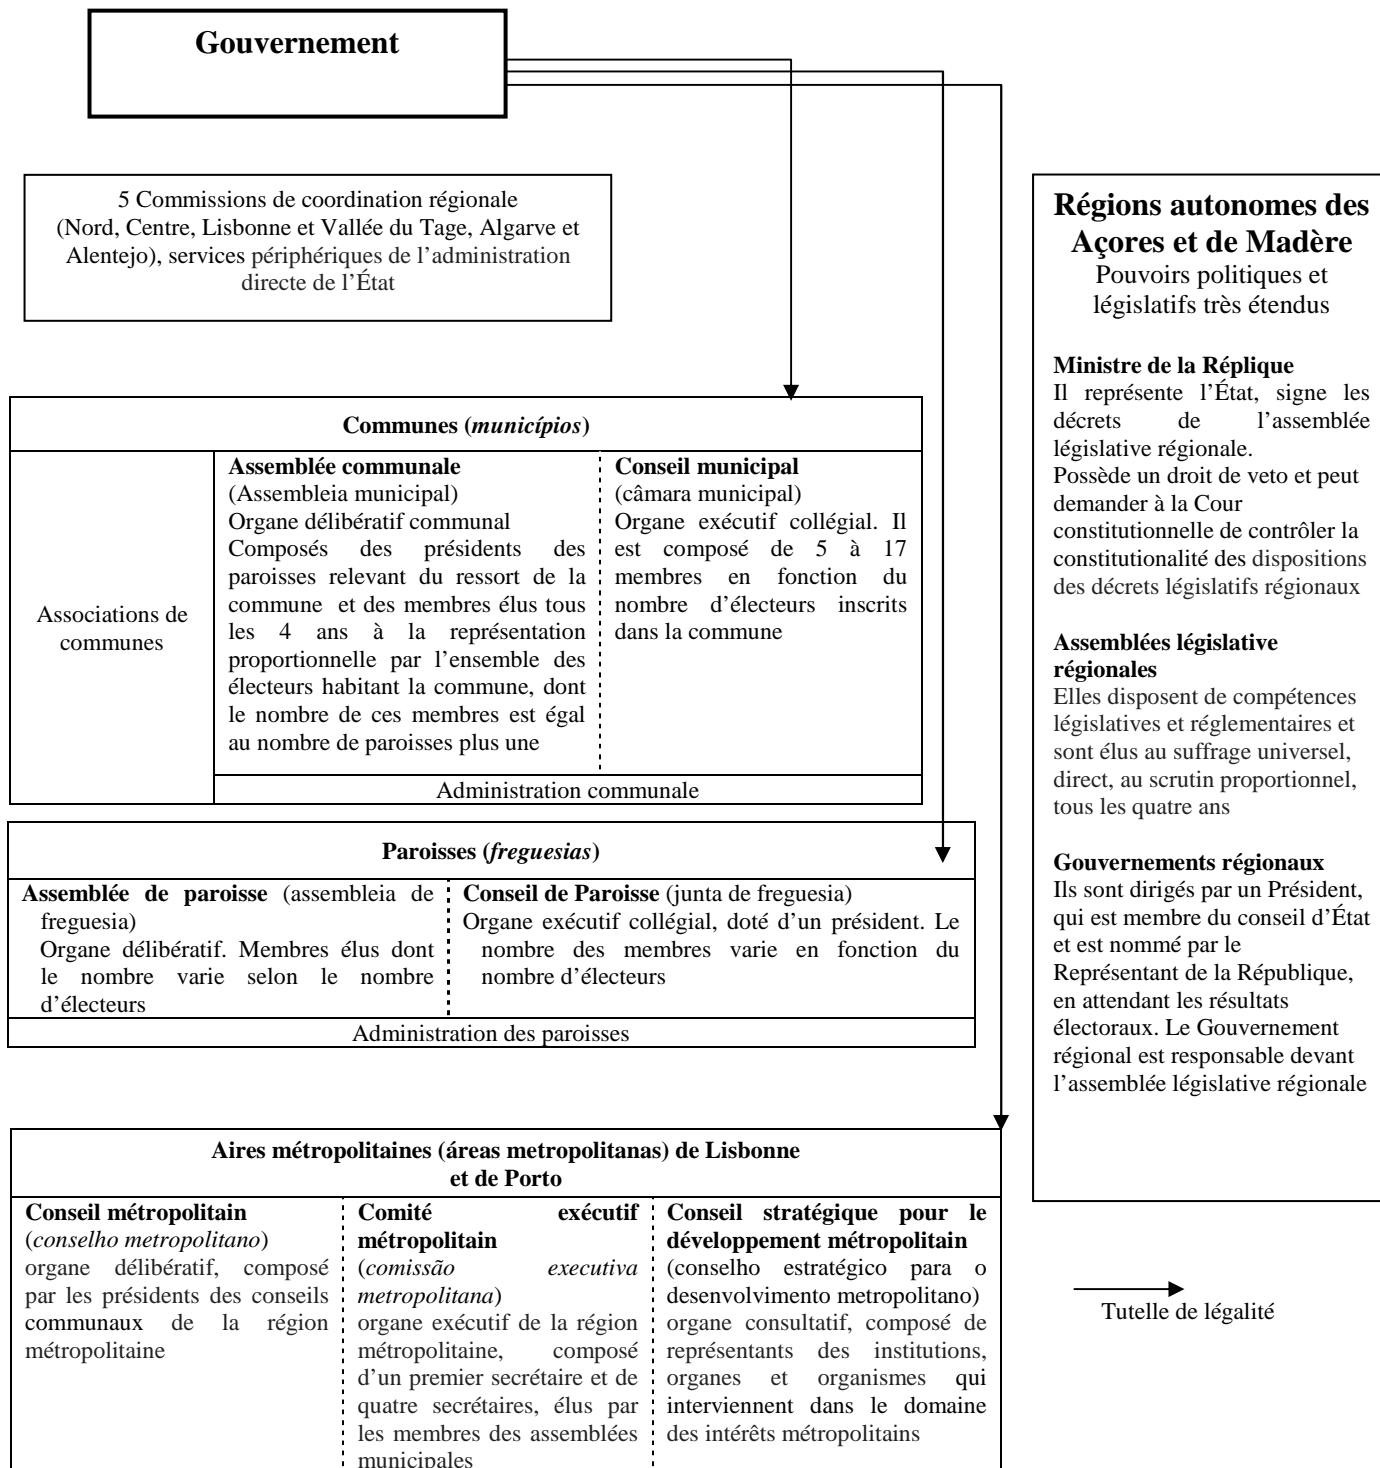 Gouvernement
5 Commissions de coordination régionale
(Nord, Centre, Lisbonne et Vallée du Tage, Algarve et
Alentejo), services périphériques de l’administration
directe de l’État
Communes (municípios)
Associations de
communes
Assemblée communale
(Assembleia municipal)
Organe délibératif communal
Composés des présidents des
paroisses relevant du ressort de la
commune et des membres élus tous
les 4 ans à la représentation
proportionnelle par l’ensemble des
électeurs habitant la commune, dont
le nombre de ces membres est égal
au nombre de paroisses plus une
Conseil municipal
(câmara municipal)
Organe exécutif collégial. Il
est composé de 5 à 17
membres en fonction du
nombre d’électeurs inscrits
dans la commune
Administration communale
Paroisses (freguesias)
Assemblée de paroisse (assembleia de
freguesia)
Organe délibératif. Membres élus dont
le nombre varie selon le nombre
d’électeurs
Conseil de Paroisse (junta de freguesia)
Organe exécutif collégial, doté d’un président. Le
nombre des membres varie en fonction du
nombre d’électeurs
Administration des paroisses
Aires métropolitaines (áreas metropolitanas) de Lisbonne
et de Porto
Conseil métropolitain
(conselho metropolitano)
organe délibératif, composé
par les présidents des conseils
communaux de la région
métropolitaine
Comité exécutif
métropolitain
(comissão executiva
metropolitana)
organe exécutif de la région
métropolitaine, composé
d’un premier secrétaire et de
quatre secrétaires, élus par
les membres des assemblées
municipales
Conseil stratégique pour le
développement métropolitain
(conselho estratégico para o
desenvolvimento metropolitano)
organe consultatif, composé de
représentants des institutions,
organes et organismes qui
interviennent dans le domaine
des intérêts métropolitains
Régions autonomes des
Açores et de Madère
Pouvoirs politiques et
législatifs très étendus
Ministre de la Réplique
Il représente l’État, signe les
décrets de l’assemblée
législative régionale.
Possède un droit de veto et peut
demander à la Cour
constitutionnelle de contrôler la
constitutionalité des dispositions
des décrets législatifs régionaux
Assemblées législative
régionales
Elles disposent de compétences
législatives et réglementaires et
sont élus au suffrage universel,
direct, au scrutin proportionnel,
tous les quatre ans
Gouvernements régionaux
Ils sont dirigés par un Président,
qui est membre du conseil d’État
et est nommé par le
Représentant de la République,
en attendant les résultats
électoraux. Le Gouvernement
régional est responsable devant
l’assemblée législative régionale
Tutelle de légalité